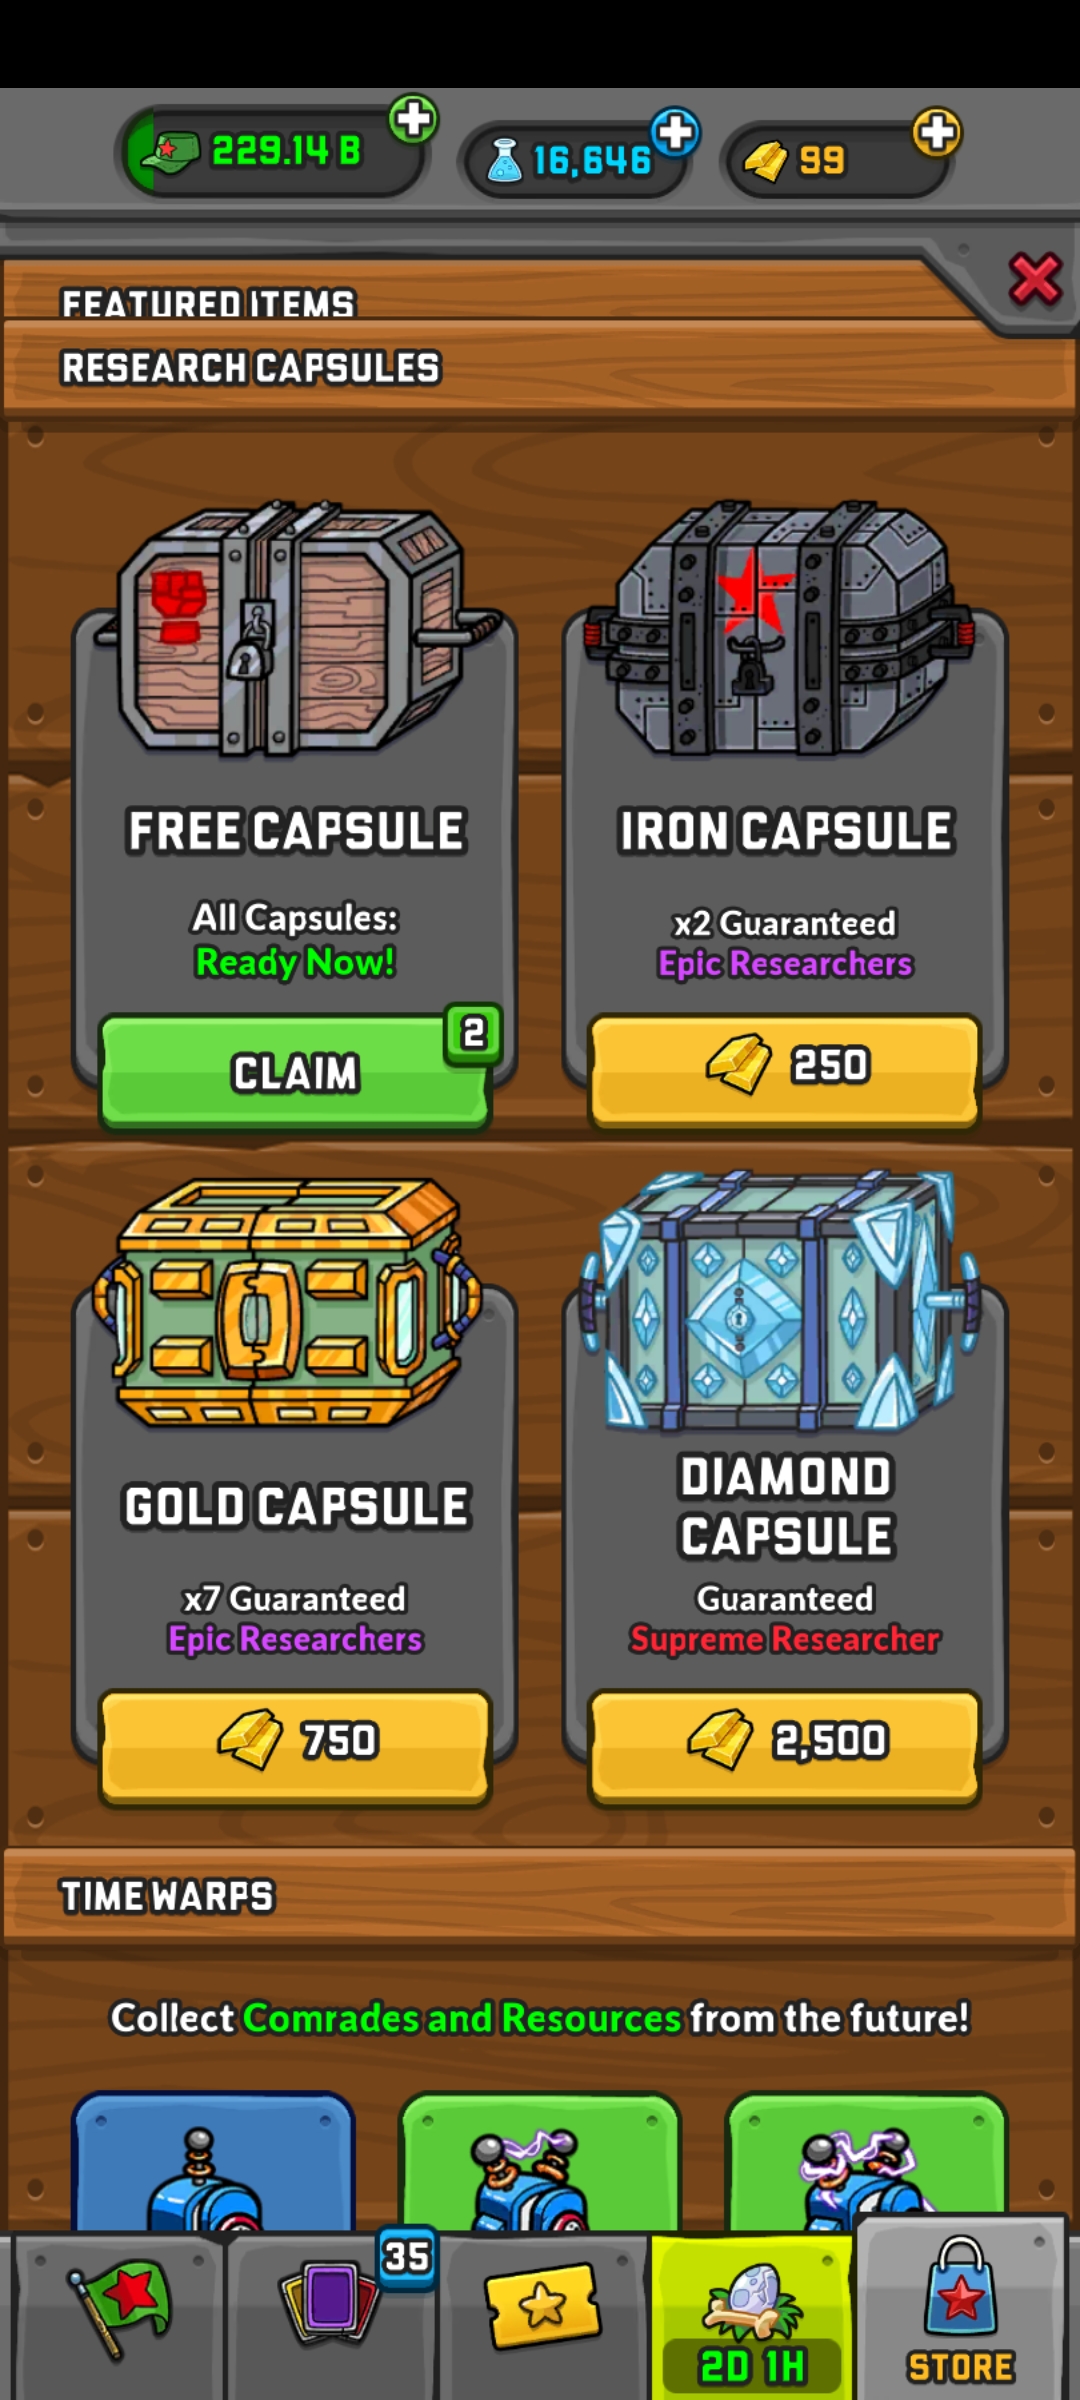 229.14 B
16,646
99
FEATURED ITEMS
RESEARCH CAPSULES
FREE CAPSULE
All Capsules:
Ready Now!
CLAIM
2
IRON CAPSULE
x2 Guaranteed
Epic Researchers
250
GOLD CAPSULE
x7 Guaranteed
Epic Researchers
750
DIAMOND
CAPSULE
Guaranteed
Supreme Researcher
2,500
TIME WARPS
Collect Comrades and Resources from the future!
35
2D 1H
STORE